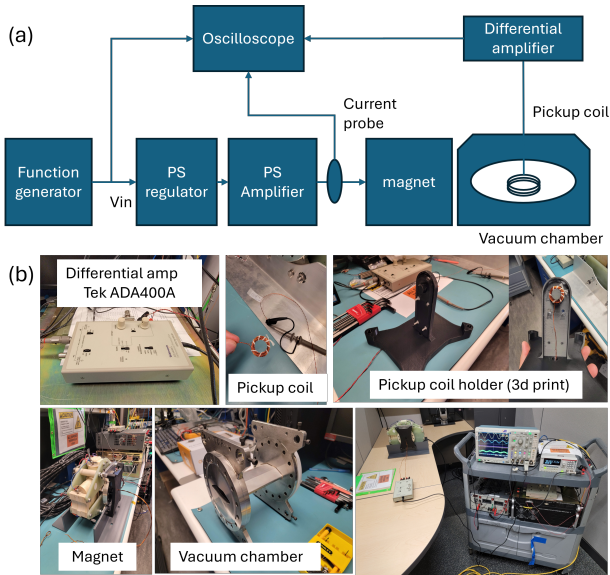 (a)
Oscilloscope
Differential
amplifier
Current
probe
Pickup coil
Function
generator
Vin
PS
regulator
PS
Amplifier
magnet
Vacuum chamber
(b)
Differential amp
Tek ADA400A
Pickup coil
Pickup coil holder (3d print)
Magnet
Vacuum chamber